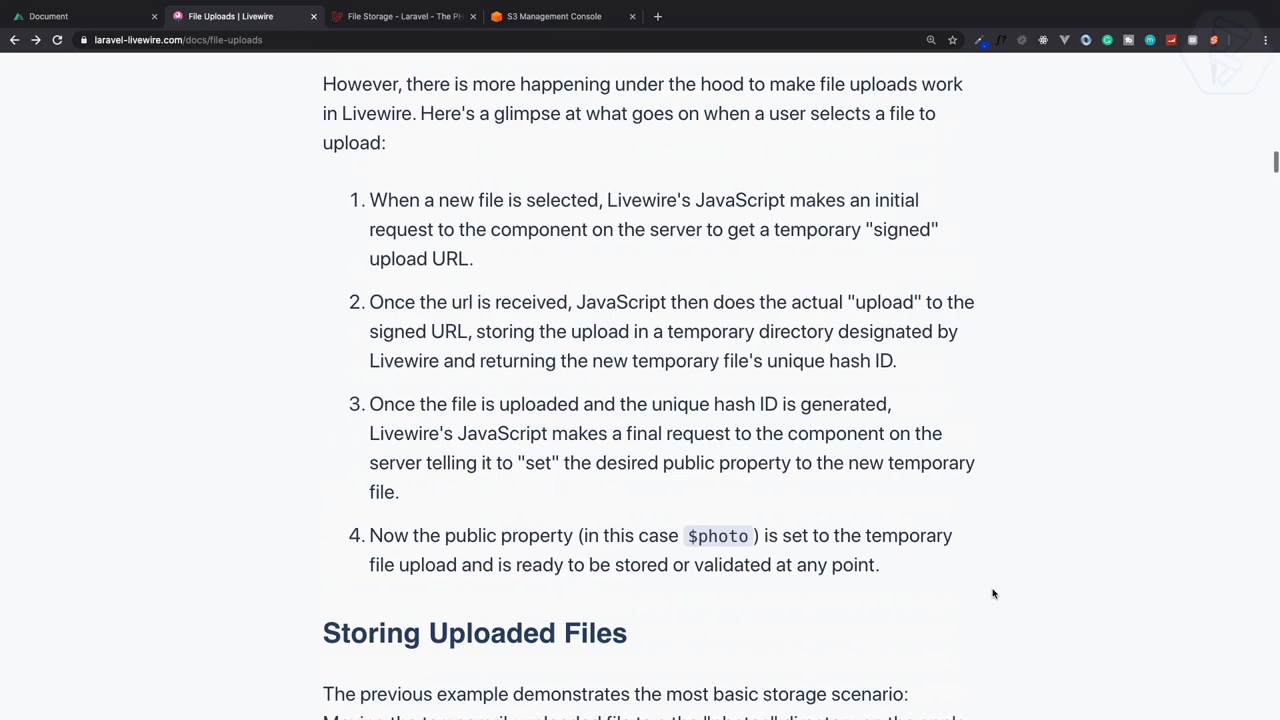 Document
File Uploads | Livewire
File Storage - Laravel - The PH
S3 Management Console
laravel-livewire.com/docs/file-uploads
However, there is more happening under the hood to make file uploads work
in Livewire. Here's a glimpse at what goes on when a user selects a file to
upload:
1. When a new file is selected, Livewire's JavaScript makes an initial
request to the component on the server to get a temporary "signed"
upload URL.
2. Once the url is received, JavaScript then does the actual "upload" to the
signed URL, storing the upload in a temporary directory designated by
Livewire and returning the new temporary file's unique hash ID.
3. Once the file is uploaded and the unique hash ID is generated,
Livewire's JavaScript makes a final request to the component on the
server telling it to "set" the desired public property to the new temporary
file.
4. Now the public property (in this case $photo) is set to the temporary
file upload and is ready to be stored or validated at any point.
Storing Uploaded Files
The previous example demonstrates the most basic storage scenario: